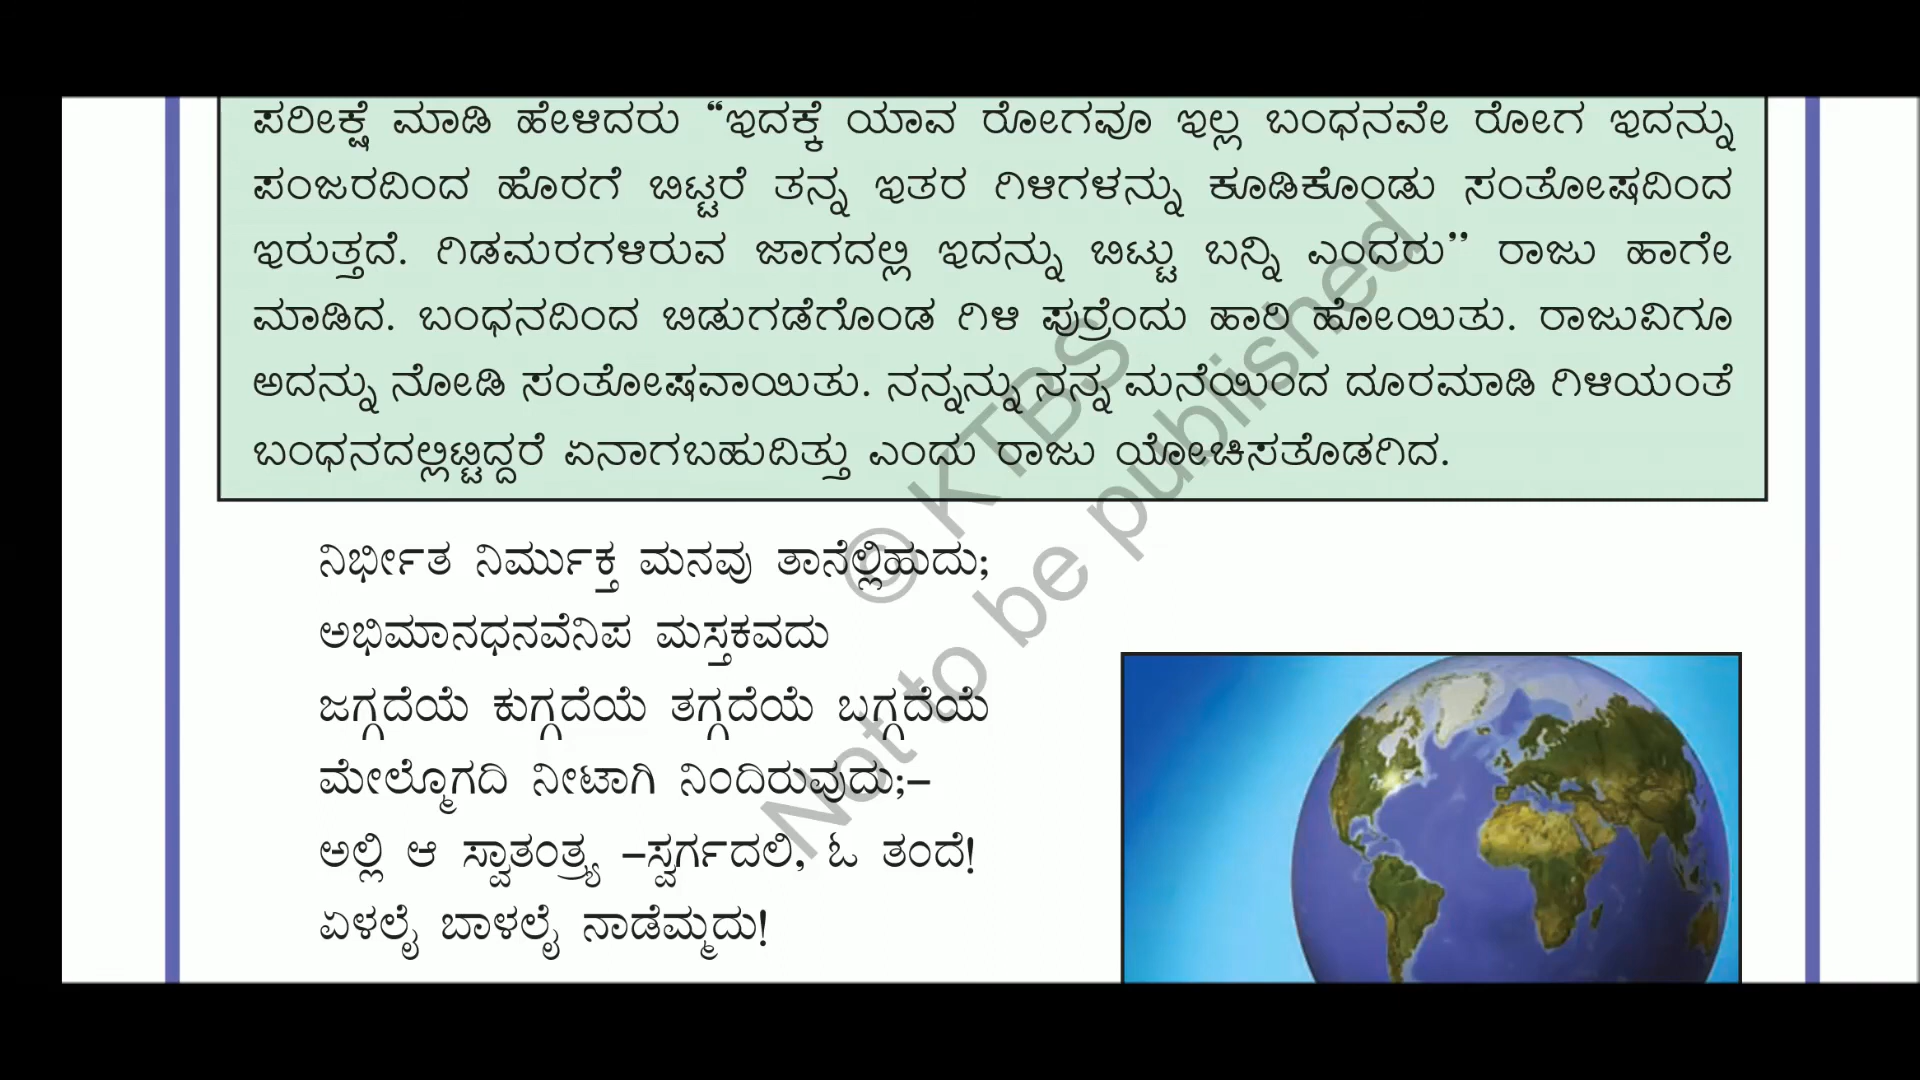 ಪರೀಕ್ಷೆ ಮಾಡಿ ಹೇಳಿದರು “ಇದಕ್ಕೆ ಯಾವ ರೋಗವೂ ಇಲ್ಲ ಬಂಧನವೇ ರೋಗ ಇದನ್ನು
ಪಂಜರದಿಂದ ಹೊರಗೆ ಬಿಟ್ಟರೆ ತನ್ನ ಇತರ ಗಿಳಿಗಳನ್ನು ಕೂಡಿಕೊಂಡು ಸಂತೋಷದಿಂದ
ಇರುತ್ತದೆ. ಗಿಡಮರಗಳಿರುವ ಜಾಗದಲ್ಲಿ ಇದನ್ನು ಬಿಟ್ಟು ಬನ್ನಿ ಎಂದರು” ರಾಜು ಹಾಗೇ
ಮಾಡಿದ. ಬಂಧನದಿಂದ ಬಿಡುಗಡೆಗೊಂಡ ಗಿಳಿ ಪುರ‍್ರೆಂದು ಹಾರಿ ಹೋಯಿತು. ರಾಜುವಿಗೂ
ಅದನ್ನು ನೋಡಿ ಸಂತೋಷವಾಯಿತು. ನನ್ನನ್ನು ನನ್ನ ಮನೆಯಿಂದ ದೂರಮಾಡಿ ಗಿಳಿಯಂತೆ
ಬಂಧನದಲ್ಲಿಟ್ಟಿದ್ದರೆ ಏನಾಗಬಹುದಿತ್ತು ಎಂದು ರಾಜು ಯೋಚಿಸತೊಡಗಿದ.
ನಿರ್ಭೀತ ನಿರ್ಮುಕ್ತ ಮನವು ತಾನೆಲ್ಲಿಹುದು;
ಅಭಿಮಾನಧನವೆನಿಪ ಮಸ್ತಕವದು
ಜಗ್ಗದೆಯೆ ಕುಗ್ಗದೆಯೆ ತಗ್ಗದೆಯೆ ಬಗ್ಗದೆಯೆ
ಮೇಲ್ಮೊಗದಿ ನೀಟಾಗಿ ನಿಂದಿರುವುದು;–
ಅಲ್ಲಿ ಆ ಸ್ವಾತಂತ್ರ್ಯ –ಸ್ವರ್ಗದಲಿ, ಓ ತಂದೆ!
ಏಳಲೈ ಬಾಳಲೈ ನಾಡೆಮ್ಮದು!
© KTBS
Not to be published